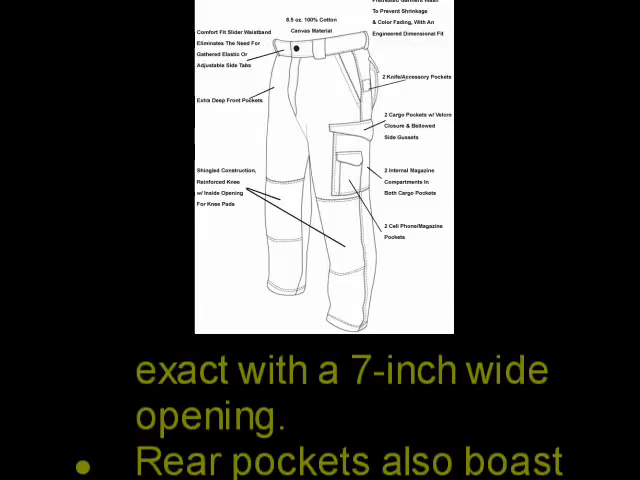 Pretreated Garment Wash
To Prevent Shrinkage
& Color Fading, With An
Engineered Dimensional Fit
8.5 oz. 100% Cotton
Canvas Material
Comfort Fit Slider Waistband
Eliminates The Need For
Gathered Elastic Or
Adjustable Side Tabs
2 Knife/Accessory Pockets
Extra Deep Front Pockets
2 Cargo Pockets w/ Velcro
Closure & Bellowed
Side Gussets
Shingled Construction,
Reinforced Knee
w/ Inside Opening
For Knee Pads
2 Internal Magazine
Compartments In
Both Cargo Pockets
2 Cell Phone/Magazine
Pockets
exact with a 7-inch wide
opening.
● Rear pockets also boast